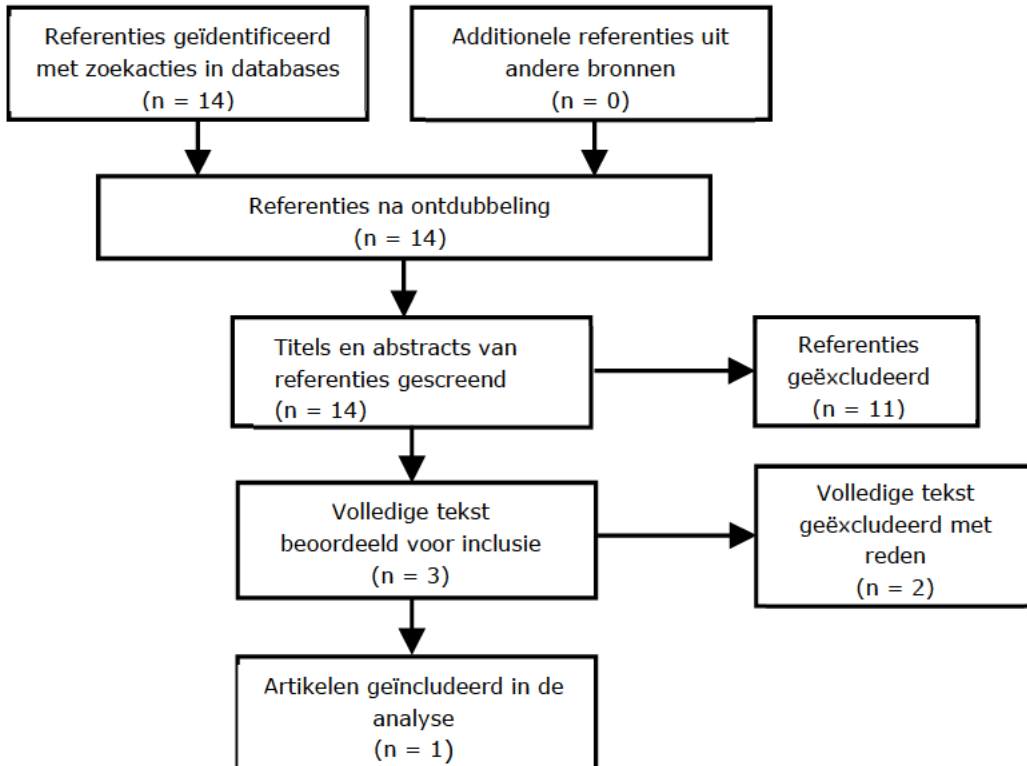 Referenties geïdentificeerd
met zoekacties in databases
(n = 14)
Additionele referenties uit
andere bronnen
(n = 0)
Referenties na ontdubbeling
(n = 14)
Titels en abstracts van
referenties gescreend
(n = 14)
Referenties
geëxcludeerd
(n = 11)
Volledige tekst
beoordeeld voor inclusie
(n = 3)
Volledige tekst
geëxcludeerd met
reden
(n = 2)
Artikelen geïncludeerd in de
analyse
(n = 1)